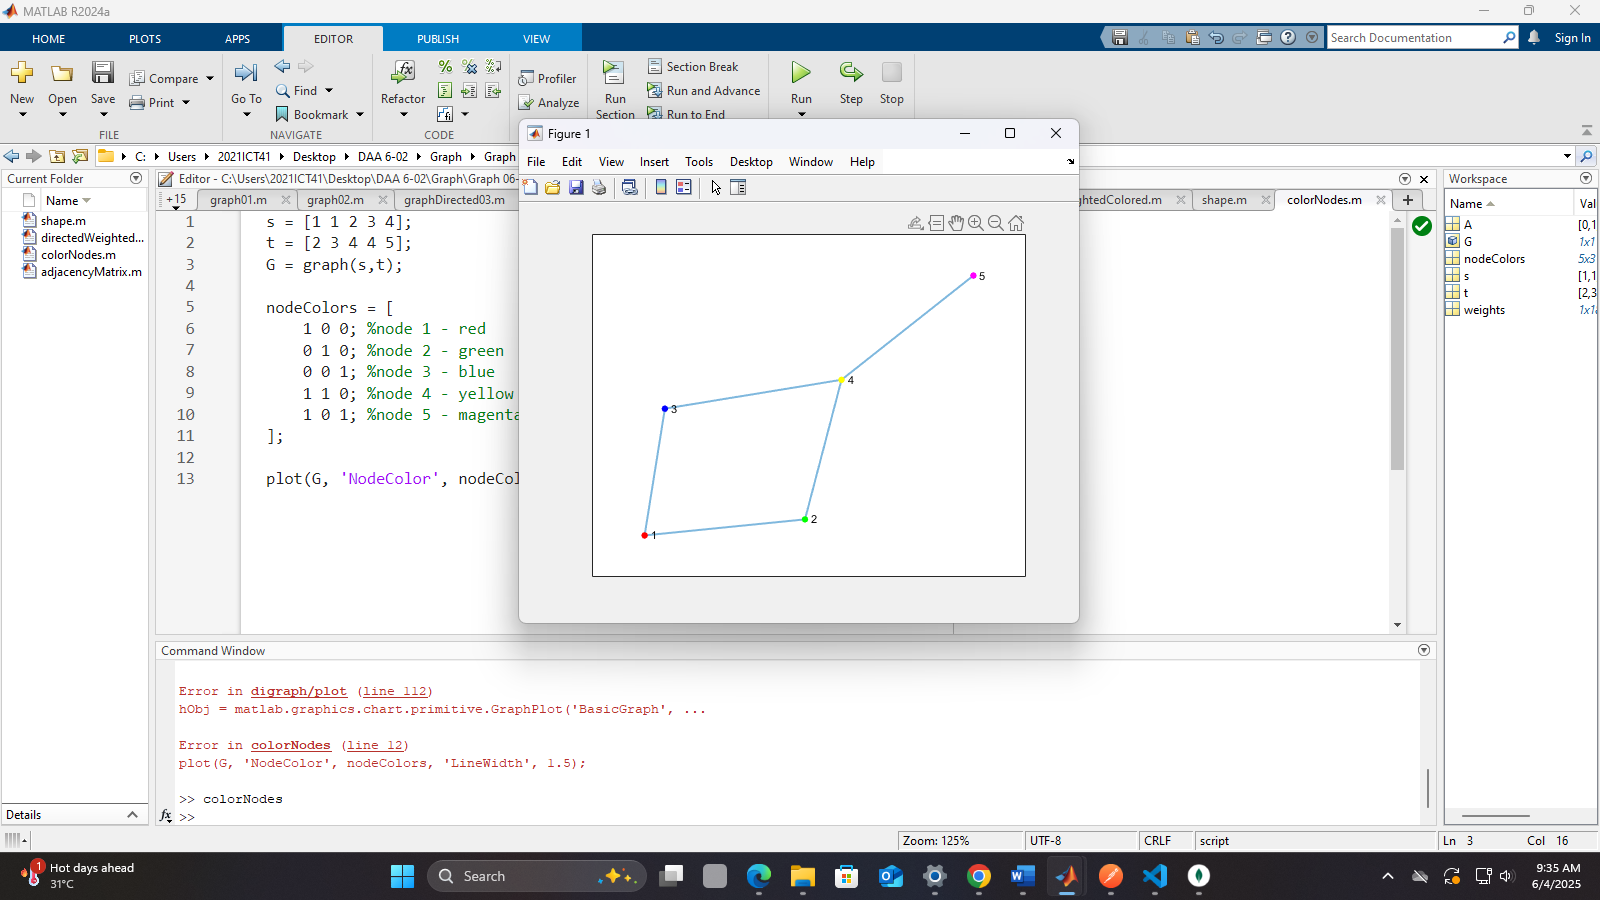 MATLAB R2024a
HOME PLOTS APPS EDITOR PUBLISH VIEW
Search Documentation Sign In
New Open Save Compare Print
FILE
Go To Find Bookmark
NAVIGATE
Refactor
CODE
Profiler
Analyze
Run Section
Section Break
Run and Advance
Run to End
Run Step Stop
C: Users 2021ICT41 Desktop DAA 6-02 Graph Graph
Current Folder
Name
shape.m
directedWeighted...
colorNodes.m
adjacencyMatrix.m
Details
Editor - C:\Users\2021ICT41\Desktop\DAA 6-02\Graph\Graph 06-
+15 graph01.m graph02.m graphDirected03.m ghtedColored.m shape.m colorNodes.m
1 s = [1 1 2 3 4];
2 t = [2 3 4 4 5];
3 G = graph(s,t);
4
5 nodeColors = [
6 1 0 0; %node 1 - red
7 0 1 0; %node 2 - green
8 0 0 1; %node 3 - blue
9 1 1 0; %node 4 - yellow
10 1 0 1; %node 5 - magenta
11 ];
12
13 plot(G, 'NodeColor', nodeCol
Figure 1
File Edit View Insert Tools Desktop Window Help
5
4
3
2
1
Workspace
Name Val
A [0,1
G 1x1
nodeColors 5x3
s [1,1
t [2,3
weights 1x1
Command Window
Error in digraph/plot (line 112)
hObj = matlab.graphics.chart.primitive.GraphPlot('BasicGraph', ...
Error in colorNodes (line 12)
plot(G, 'NodeColor', nodeColors, 'LineWidth', 1.5);
>> colorNodes
fx >>
Zoom: 125% UTF-8 CRLF script Ln 3 Col 16
1
Hot days ahead
31°C
Search
9:35 AM
6/4/2025